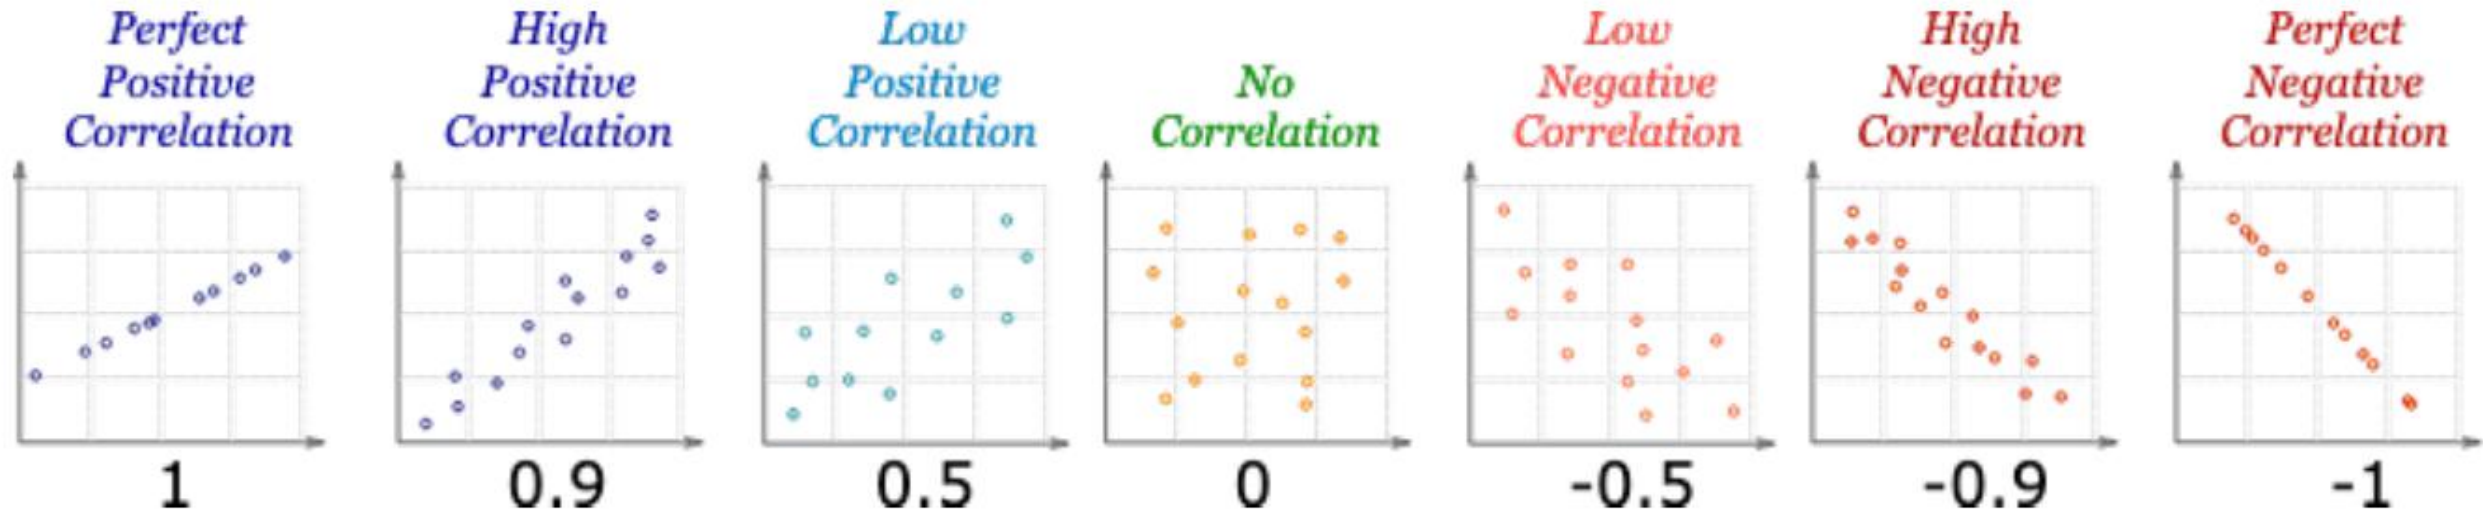 Perfect
Positive
Correlation
High
Positive
Correlation
Low
Positive
Correlation
No
Correlation
Low
Negative
Correlation
High
Negative
Correlation
Perfect
Negative
Correlation
1
0.9
0.5
0
-0.5
-0.9
-1